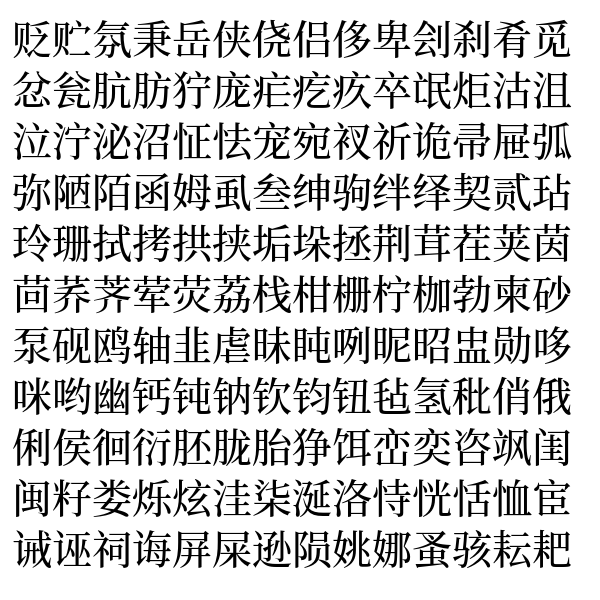 贬贮氛秉岳侠侥侣侈卑刽刹肴觅
忿瓮肮肪狞庞疟疙疚卒氓炬沽沮
泣泞泌沼怔怯宠宛衩祈诡帚屉弧
弥陋陌函姆虱叁绅驹绊绎契贰玷
玲珊拭拷拱挟垢垛拯荆茸茬荚茵
茴荞荠荤荧荔栈柑栅柠枷勃柬砂
泵砚鸥轴韭虐昧盹咧昵昭盅勋哆
咪哟幽钙钝钠钦钧钮毡氢秕俏俄
俐侯徊衍胚胧胎狰饵峦奕咨飒闺
闽籽娄烁炫洼柒涎洛恃恍恬恤宦
诫诬祠诲屏屎逊陨姚娜蚤骇耘耙